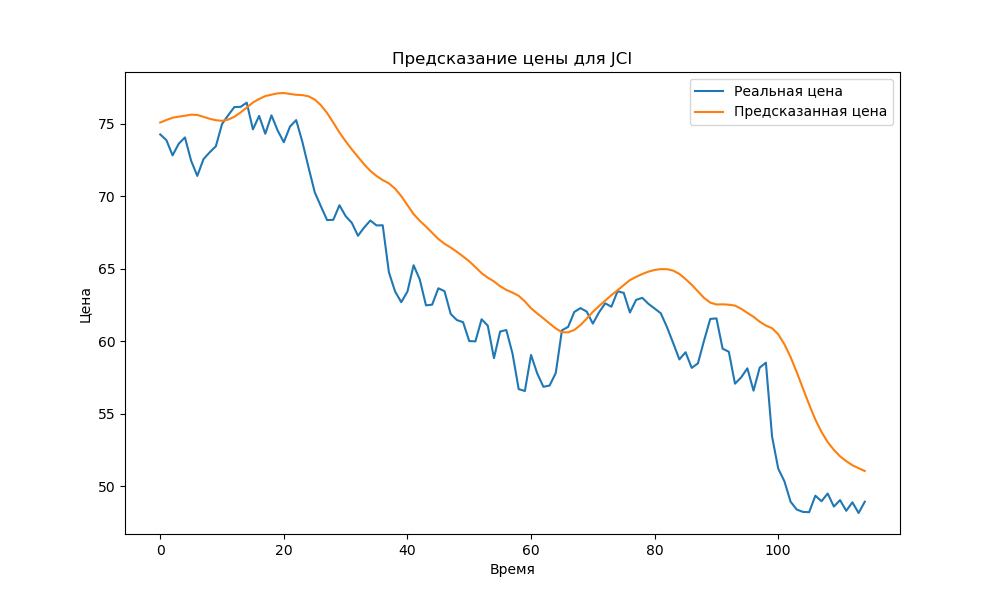 Предсказание цены для JCI
Реальная цена
Предсказанная цена
Цена
75
70
65
60
55
50
0 20 40 60 80 100
Время